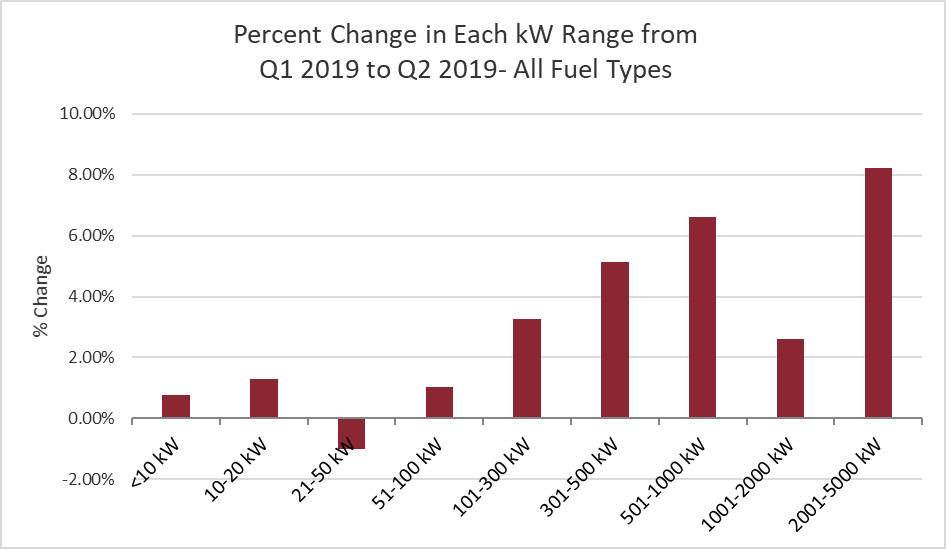 Percent Change in Each kW Range from
Q1 2019 to Q2 2019- All Fuel Types
10.00%
8.00%
6.00%
4.00%
2.00%
0.00%
-2.00%
% Change
<10 kW
10-20 kW
21-50 kW
51-100 kW
101-300 kW
301-5000 kW
501-1000 kW
1001-2000 kW
2001-5000 kW